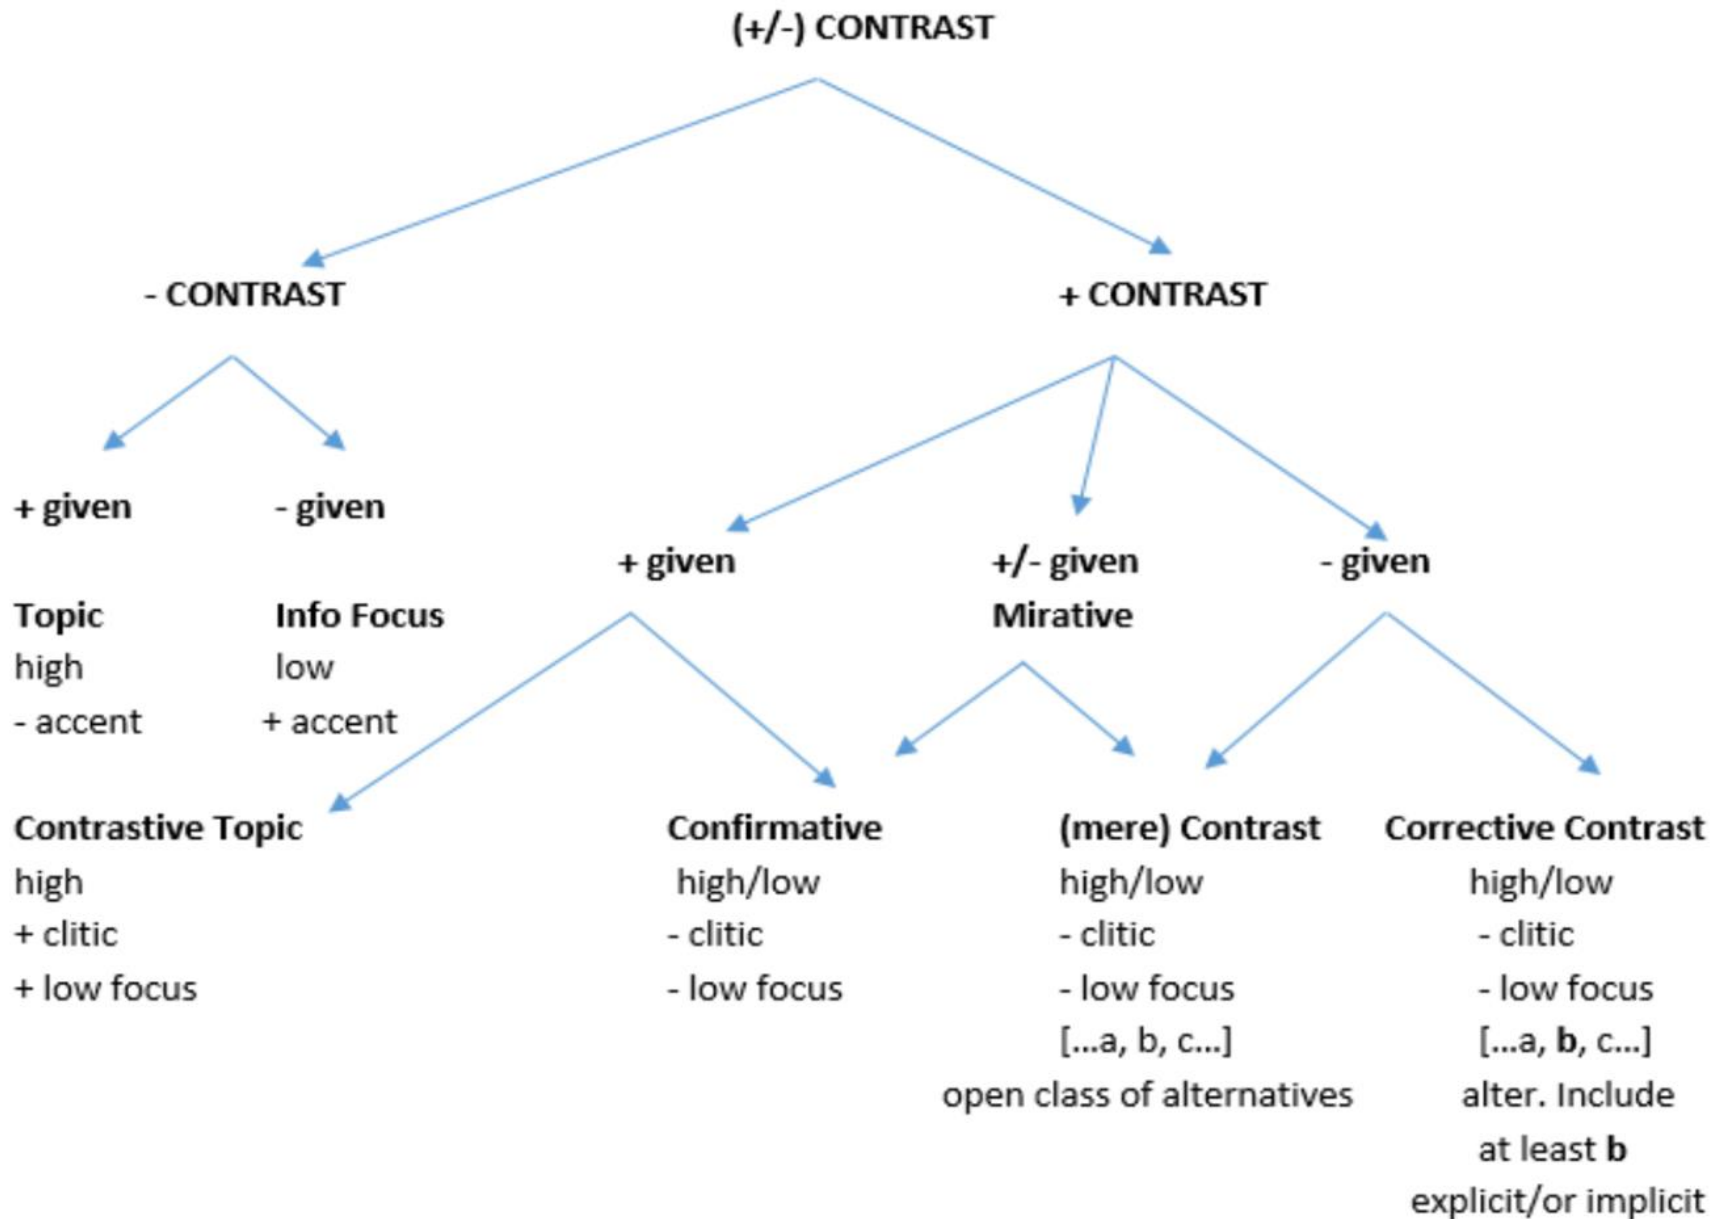 (+/-) CONTRAST
- CONTRAST
+ CONTRAST
+ given
- given
+ given
+/- given
- given
Topic
Info Focus
Mirative
high
low
- accent
+ accent
Contrastive Topic
high
+ clitic
+ low focus
Confirmative
high/low
- clitic
- low focus
(mere) Contrast
high/low
- clitic
- low focus
[...a, b, c...]
open class of alternatives
Corrective Contrast
high/low
- clitic
- low focus
[...a, b, c...]
alter. Include
at least b
explicit/or implicit